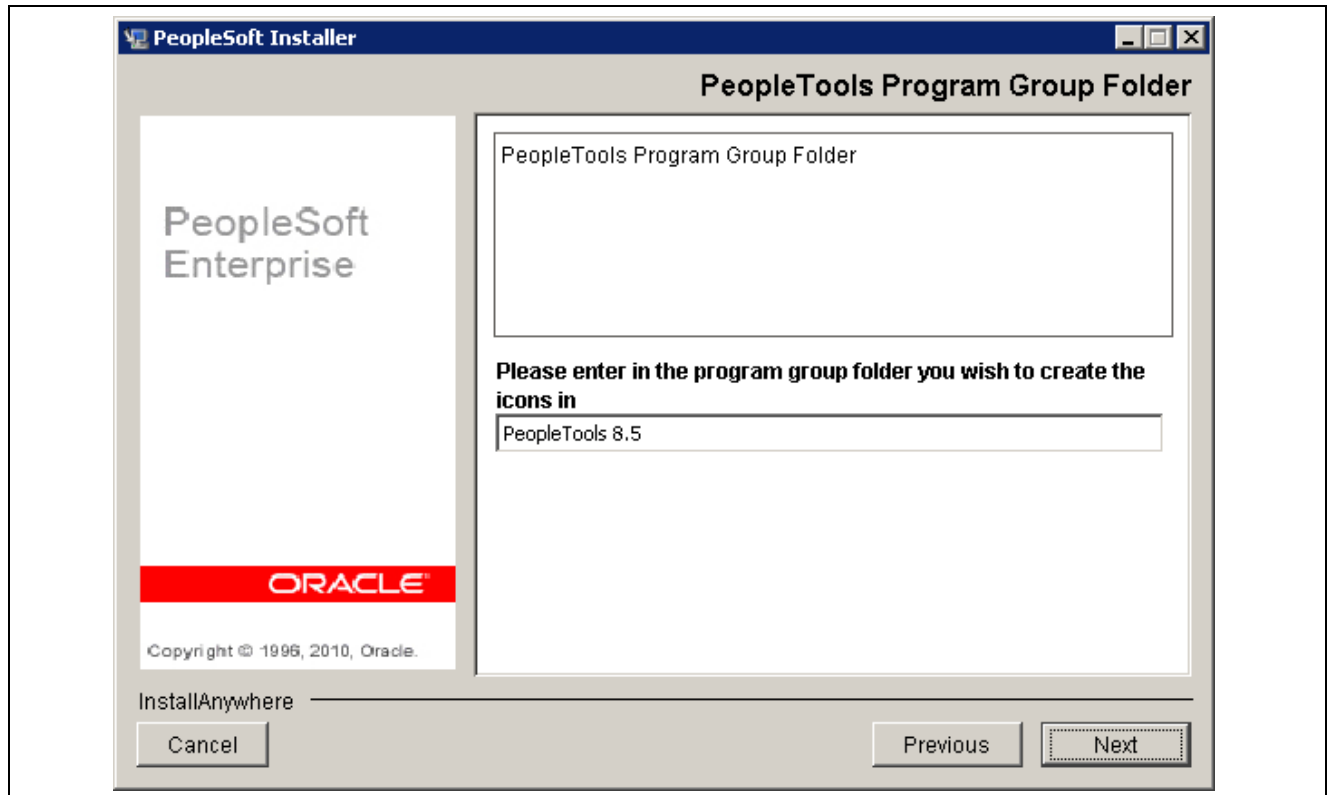 PeopleSoft Installer
PeopleTools Program Group Folder
PeopleSoft
Enterprise
PeopleTools Program Group Folder
Please enter in the program group folder you wish to create the
icons in
PeopleTools 8.5
ORACLE
Copyright © 1996, 2010, Oracle.
InstallAnywhere
Cancel
Previous
Next